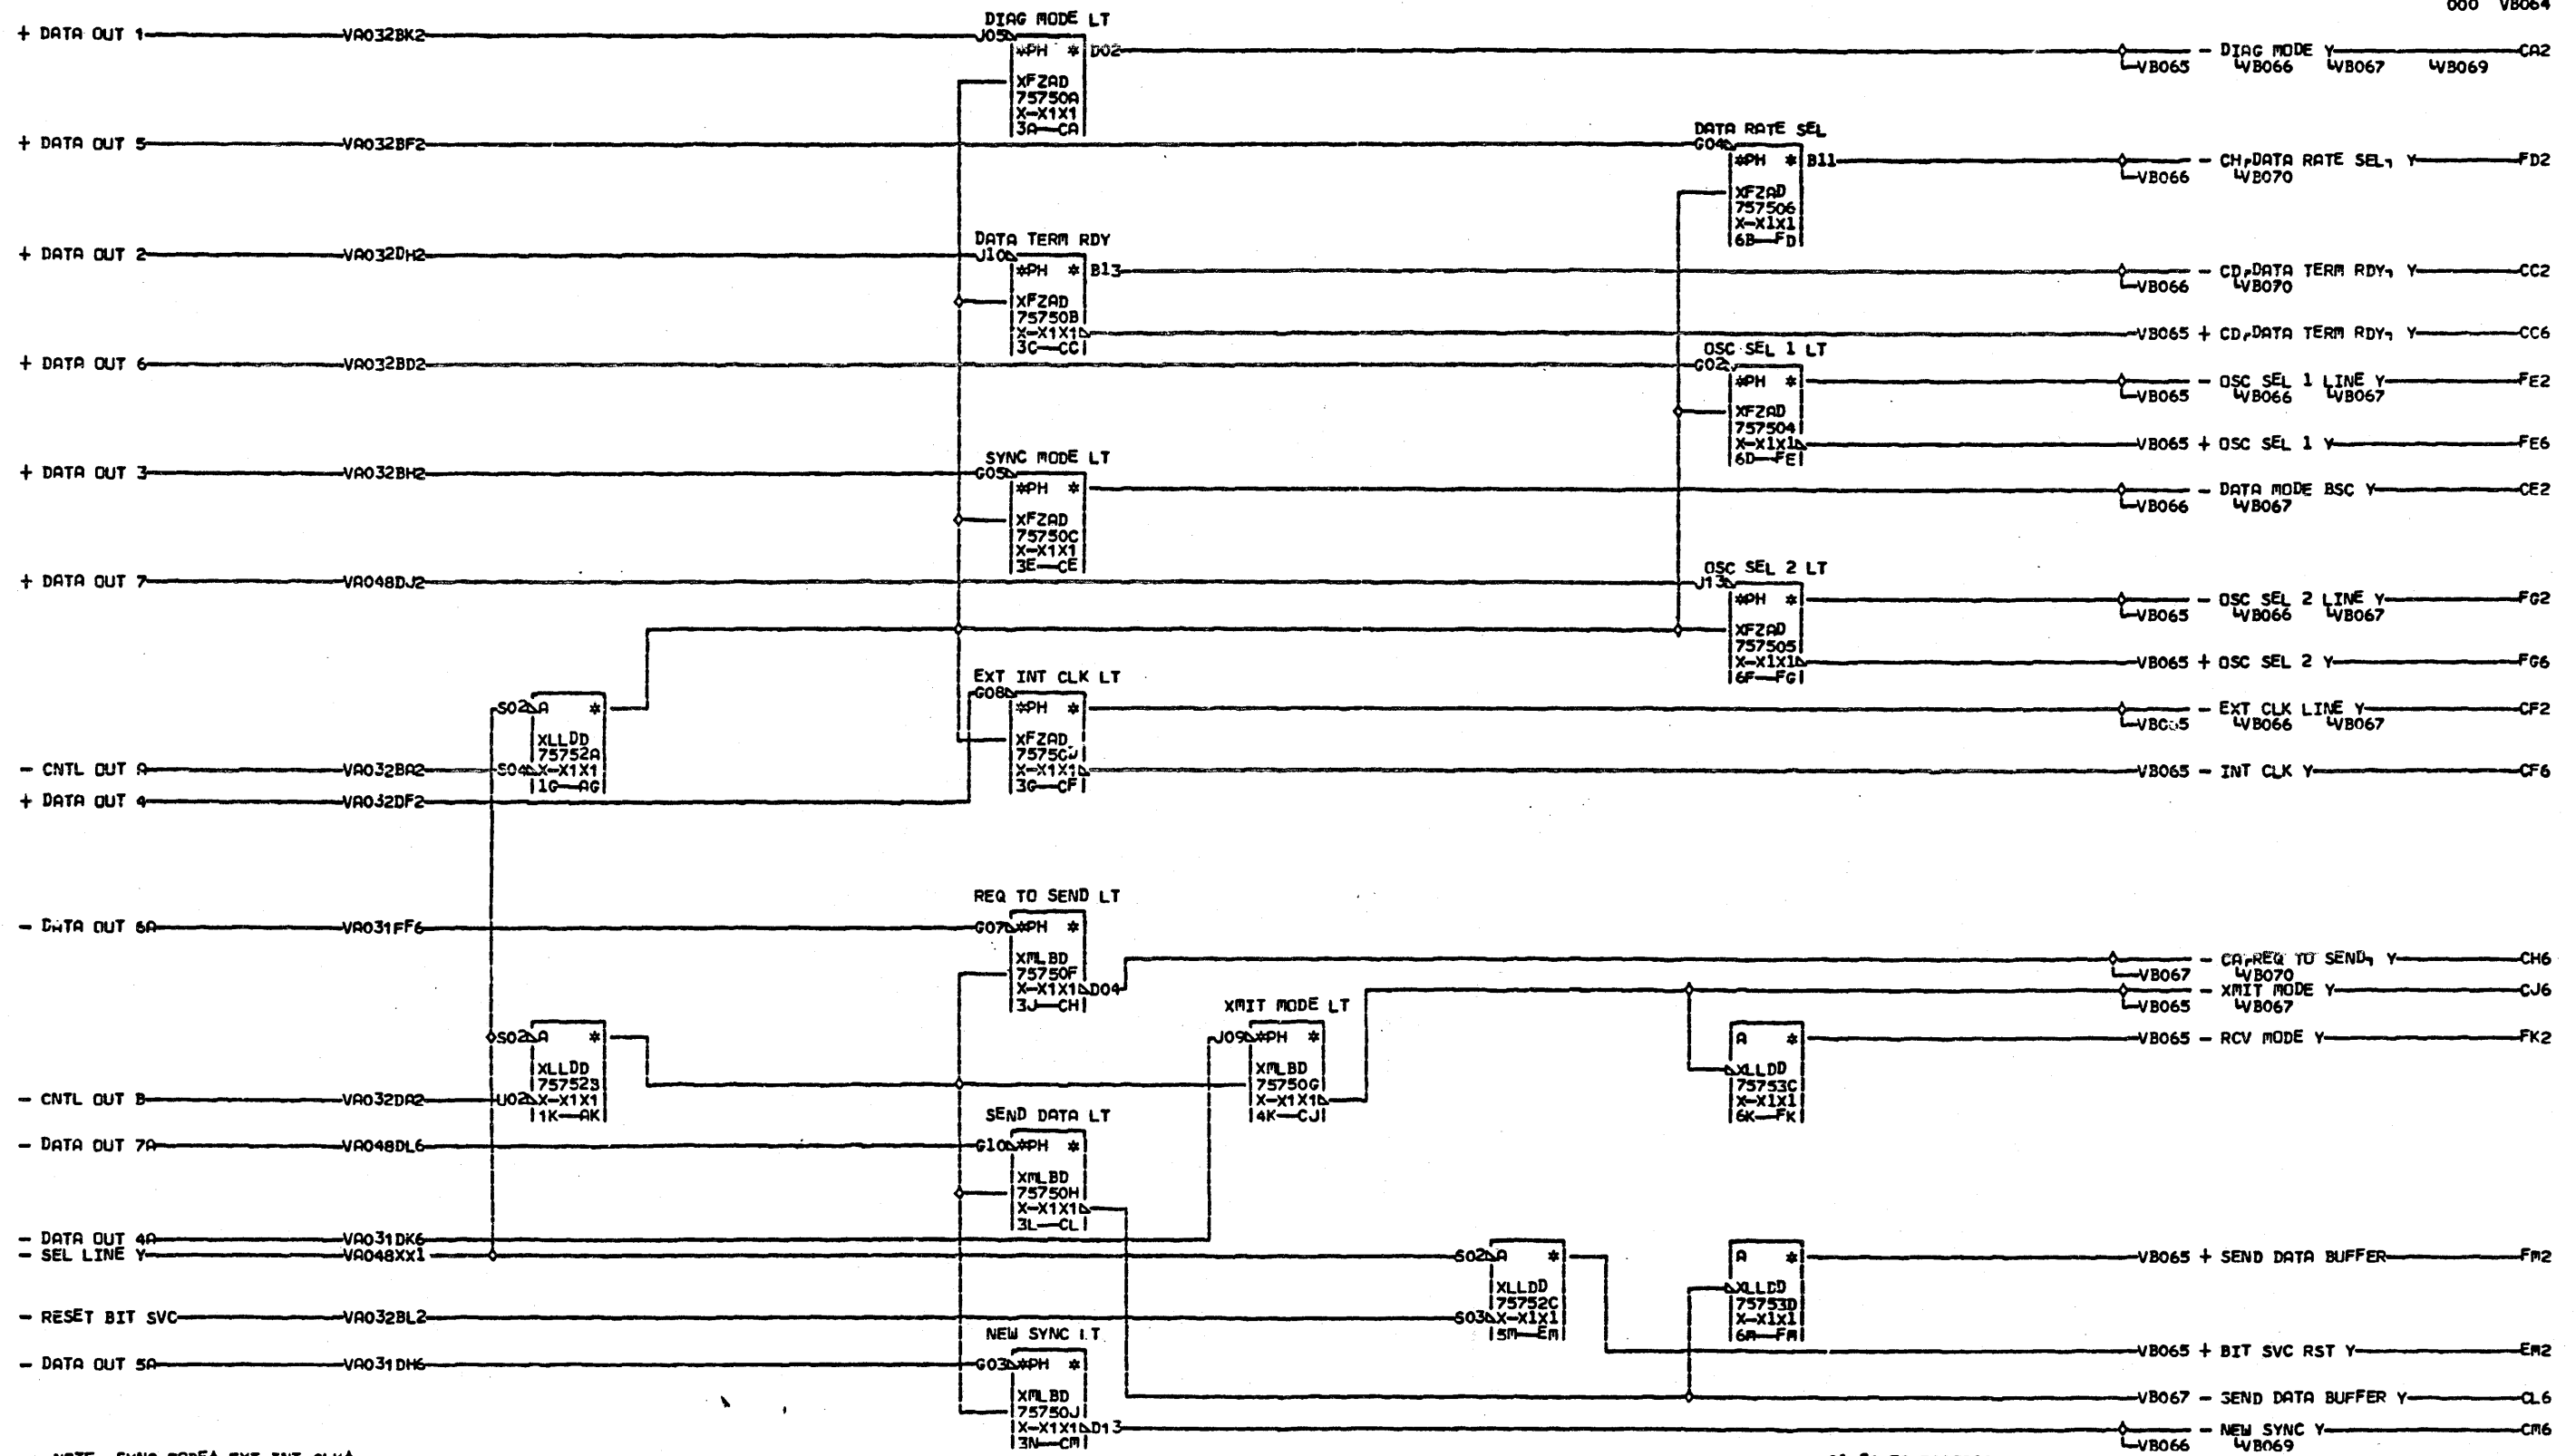 000 VB064
DIAG MODE LT
+ DATA OUT 1 VA032BK2 J05
*PH * D02
XFZAD
75750A
X-X1X1
3A-CA
- DIAG MODE Y CA2
VB065 VB066 VB067 VB069
+ DATA OUT 5 VA032BF2
DATA RATE SEL
G04
*PH * B11
XFZAD
757506
X-X1X1
6B-FD
- CH,DATA RATE SEL, Y FD2
VB066 VB070
+ DATA OUT 2 VA032DH2
DATA TERM RDY
J10
*PH * B13
XFZAD
75750B
X-X1X1
3C-CC
- CD,DATA TERM RDY, Y CC2
VB066 VB070
VB065 + CD,DATA TERM RDY, Y CC6
+ DATA OUT 6 VA032BD2
OSC SEL 1 LT
G02
*PH *
XFZAD
757504
X-X1X1
6D-FE
- OSC SEL 1 LINE Y FE2
VB065 VB066 VB067
VB065 + OSC SEL 1 Y FE6
+ DATA OUT 3 VA032BH2
SYNC MODE LT
G05
*PH *
XFZAD
75750C
X-X1X1
3E-CE
- DATA MODE BSC Y CE2
VB066 VB067
+ DATA OUT 7 VA048DJ2
OSC SEL 2 LT
J13
*PH *
XFZAD
757505
X-X1X1
6F-FG
- OSC SEL 2 LINE Y FG2
VB065 VB066 VB067
VB065 + OSC SEL 2 Y FG6
S02 A *
XLLDD
75752A
S04 X-X1X1
1G-AG
EXT INT CLK LT
G08
*PH *
XFZAD
X-X1X1
3G-CF
- EXT CLK LINE Y CF2
VB066 VB067
- CNTL OUT A VA032BA2
VB065 - INT CLK Y CF6
+ DATA OUT 4 VA032DF2
REQ TO SEND LT
- DATA OUT 6A VA031FF6 G07 *PH *
XMLBD
75750F
X-X1X1 D04
3J-CH
- CA,REQ TO SEND, Y CH6
VB067 VB070
- XMIT MODE Y CJ6
VB065 VB067
XMIT MODE LT
J09 *PH *
XMLBD
75750G
X-X1X1
4K-CJ
S02 A *
XLLDD
75752B
U02 X-X1X1
1K-AK
A *
XLLDD
75753C
X-X1X1
6K-FK
VB065 - RCV MODE Y FK2
- CNTL OUT B VA032DA2
SEND DATA LT
- DATA OUT 7A VA048DL6 G10 *PH *
XMLBD
75750H
X-X1X1
3L-CL
- DATA OUT 4A VA031DK6
- SEL LINE Y VA048XX1
S02 A *
XLLDD
75752C
S03 X-X1X1
5M-EM
A *
XLLDD
75753D
X-X1X1
6M-FM
VB065 + SEND DATA BUFFER FM2
- RESET BIT SVC VA032BL2
NEW SYNC LT
- DATA OUT 5A VA031DH6 G03 *PH *
XMLBD
75750J
X-X1X1 D13
3N-CM
VB065 + BIT SVC RST Y EM2
VB067 - SEND DATA BUFFER Y CL6
- NEW SYNC Y CM6
VB066 VB069